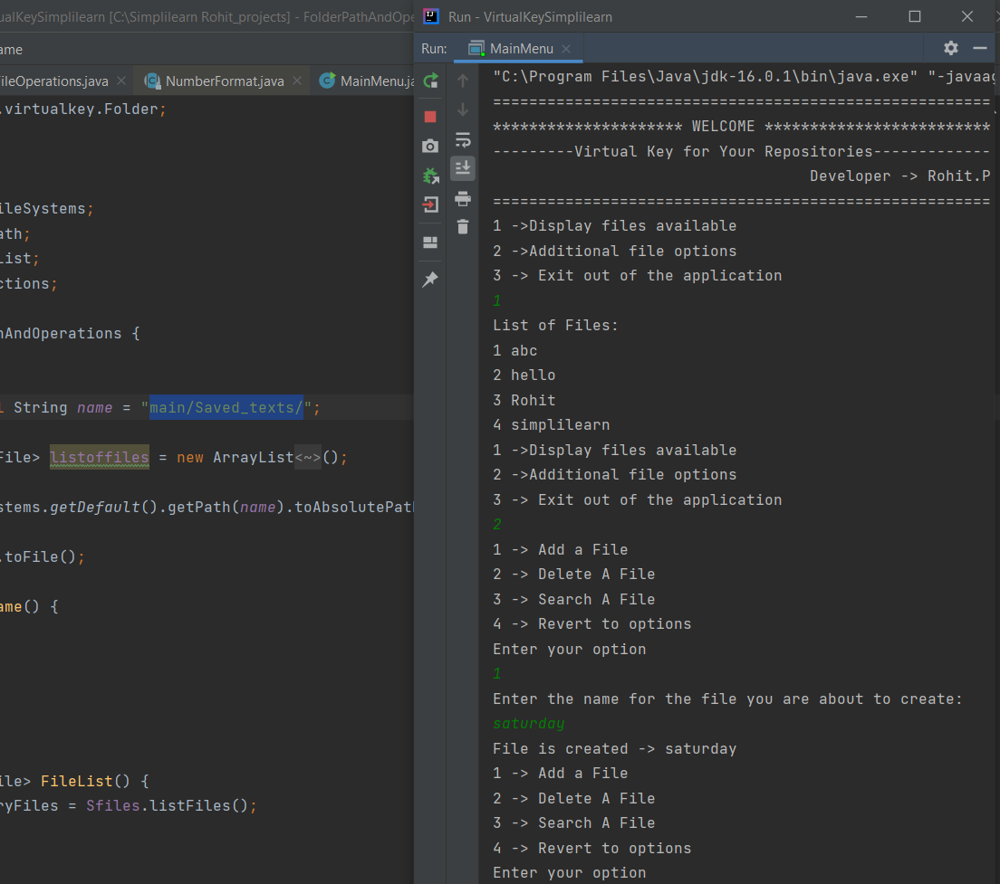 ualKeySimplilearn [C:\Simplilearn Rohit_projects] - FolderPathAndOpe
ame
ileOperations.java NumberFormat.java MainMenu.ja
.virtualkey.Folder;
ileSystems;
ath;
List;
ctions;
hAndOperations {
l String name = "main/Saved_texts/";
File> listoffiles = new ArrayList<~>();
stems.getDefault().getPath(name).toAbsolutePath
.toFile();
ame() {
ile> FileList() {
ryFiles = Sfiles.listFiles();
Run - VirtualKeySimplilearn
Run: MainMenu
"C:\Program Files\Java\jdk-16.0.1\bin\java.exe" "-javaag
=======================================================
********************* WELCOME *************************
---------Virtual Key for Your Repositories-------------
Developer -> Rohit.P
=======================================================
1 ->Display files available
2 ->Additional file options
3 -> Exit out of the application
1
List of Files:
1 abc
2 hello
3 Rohit
4 simplilearn
1 ->Display files available
2 ->Additional file options
3 -> Exit out of the application
2
1 -> Add a File
2 -> Delete A File
3 -> Search A File
4 -> Revert to options
Enter your option
1
Enter the name for the file you are about to create:
saturday
File is created -> saturday
1 -> Add a File
2 -> Delete A File
3 -> Search A File
4 -> Revert to options
Enter your option